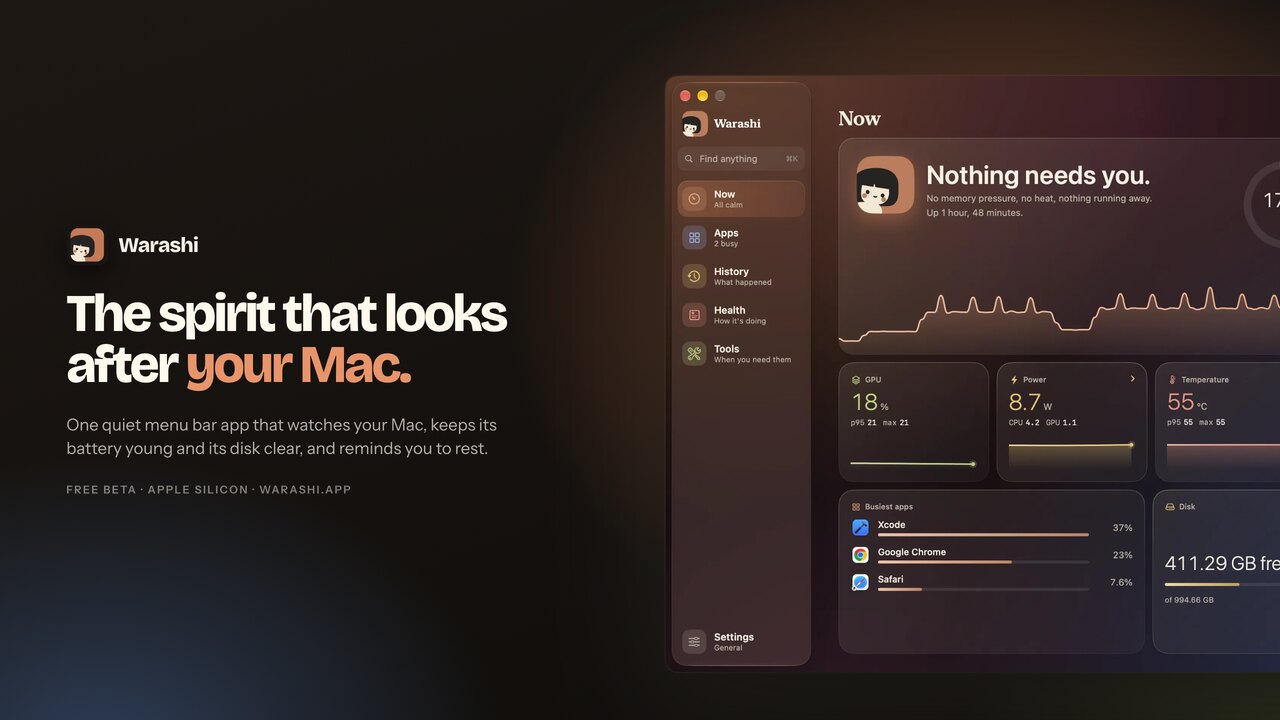 Warashi
The spirit that looks
after your Mac.
One quiet menu bar app that watches your Mac, keeps its
battery young and its disk clear, and reminds you to rest.
FREE BETA · APPLE SILICON · WARASHI.APP
Warashi
Find anything ⌘K
Now
All calm
Apps
2 busy
History
What happened
Health
How it's doing
Tools
When you need them
Settings
General
Now
Nothing needs you.
No memory pressure, no heat, nothing running away.
Up 1 hour, 48 minutes.
17
GPU
18 %
p95 21 max 21
Power
8.7 W
CPU 4.2 GPU 1.1
Temperature
55 °C
p95 55 max 55
Busiest apps
Xcode 37%
Google Chrome 23%
Safari 7.6%
Disk
411.29 GB fre
of 994.66 GB